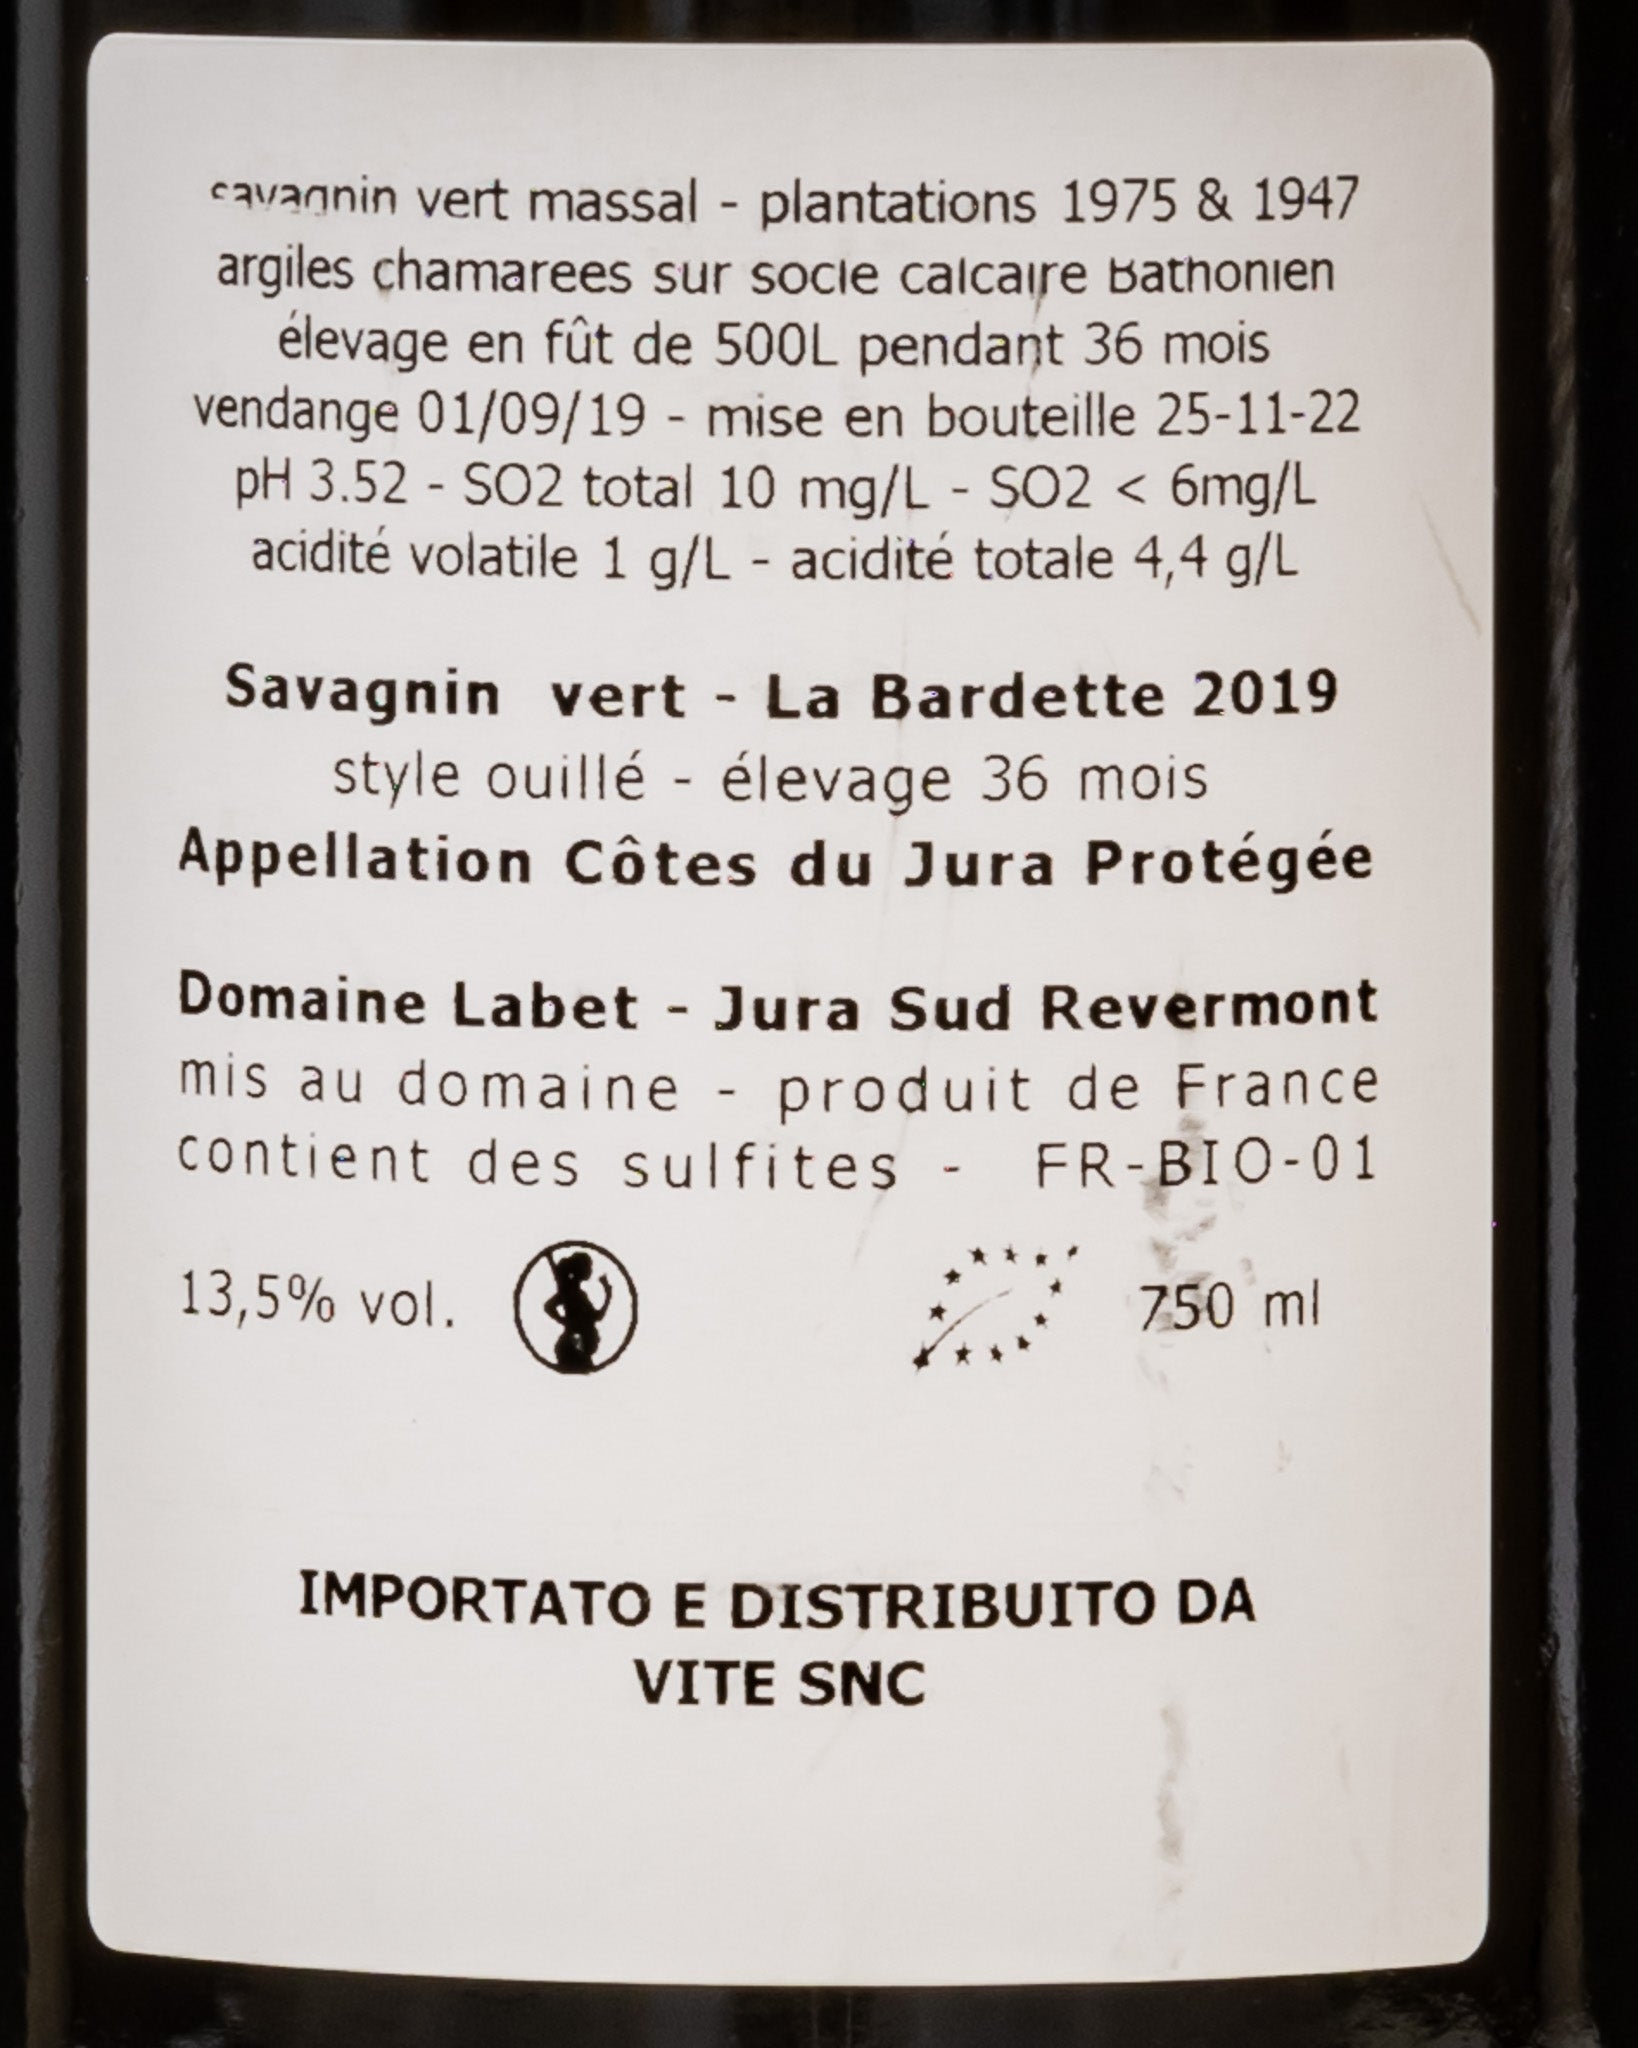 savagnin vert massal - plantations 1975 & 1947
argiles chamarees sur socle calcaire Bathonien
élevage en fût de 500L pendant 36 mois
vendange 01/09/19 - mise en bouteille 25-11-22
pH 3.52 - SO2 total 10 mg/L - SO2 < 6mg/L
acidité volatile 1 g/L - acidité totale 4,4 g/L
Savagnin vert - La Bardette 2019
style ouillé - élevage 36 mois
Appellation Côtes du Jura Protégée
Domaine Labet - Jura Sud Revermont
mis au domaine - produit de France
contient des sulfites - FR-BIO-01
13,5% vol. 750 ml
IMPORTATO E DISTRIBUITO DA
VITE SNC